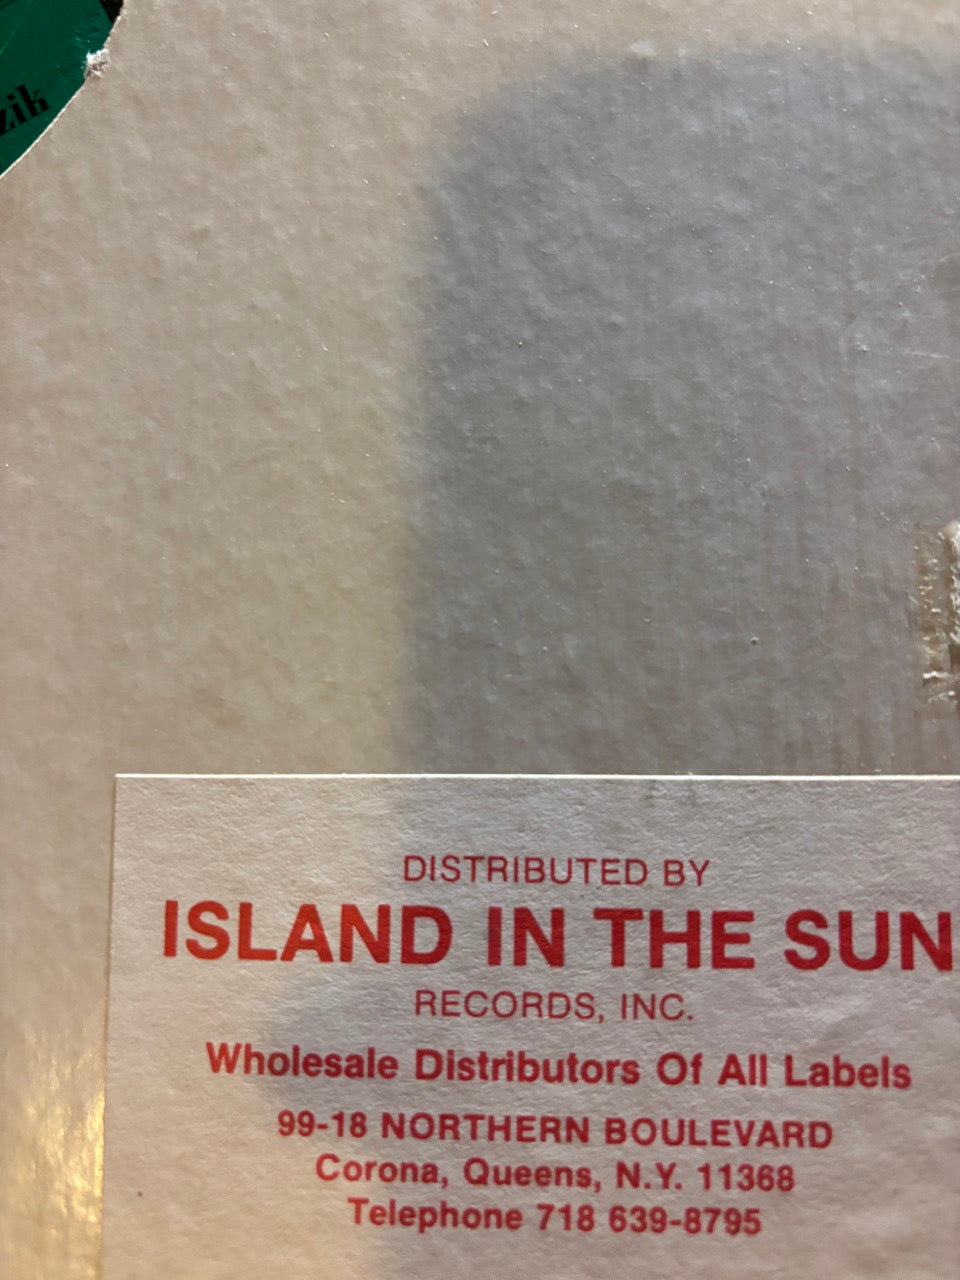 zik
DISTRIBUTED BY
ISLAND IN THE SUN
RECORDS, INC.
Wholesale Distributors Of All Labels
99-18 NORTHERN BOULEVARD
Corona, Queens, N.Y. 11368
Telephone 718 639-8795